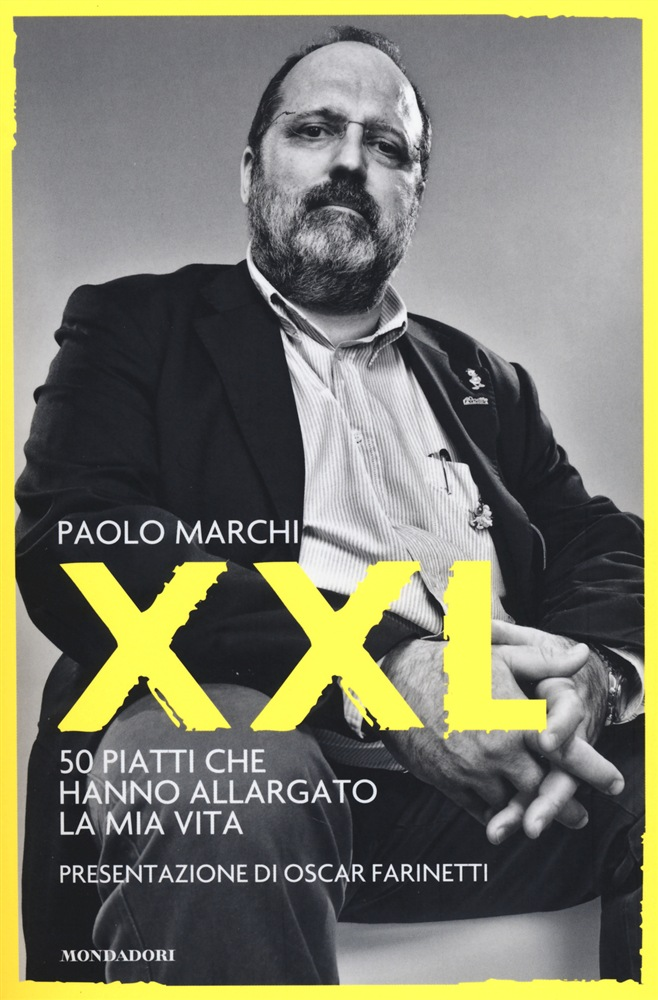 PAOLO MARCHI
XXL
50 PIATTI CHE
HANNO ALLARGATO
LA MIA VITA
PRESENTAZIONE DI OSCAR FARINETTI
MONDADORI